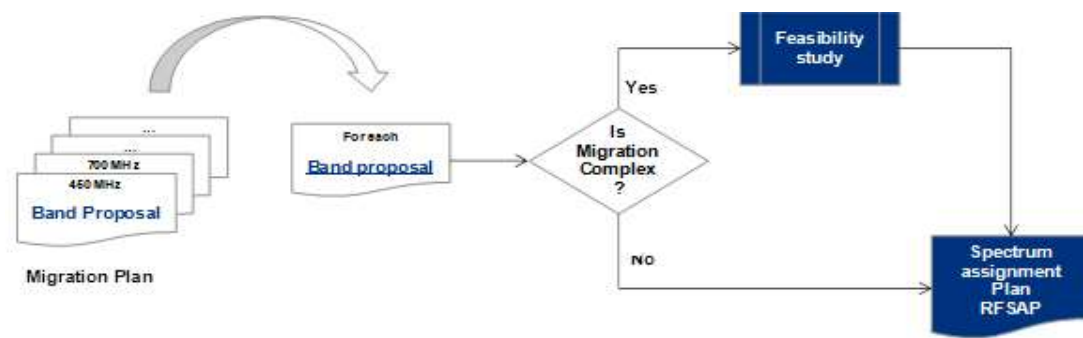 ...
...
700 MHz
450 MHz
Band Proposal
Migration Plan
For each
Band proposal
Is
Migration
Complex
?
Yes
No
Feasibility
study
Spectrum
assignment
Plan
RFSAP